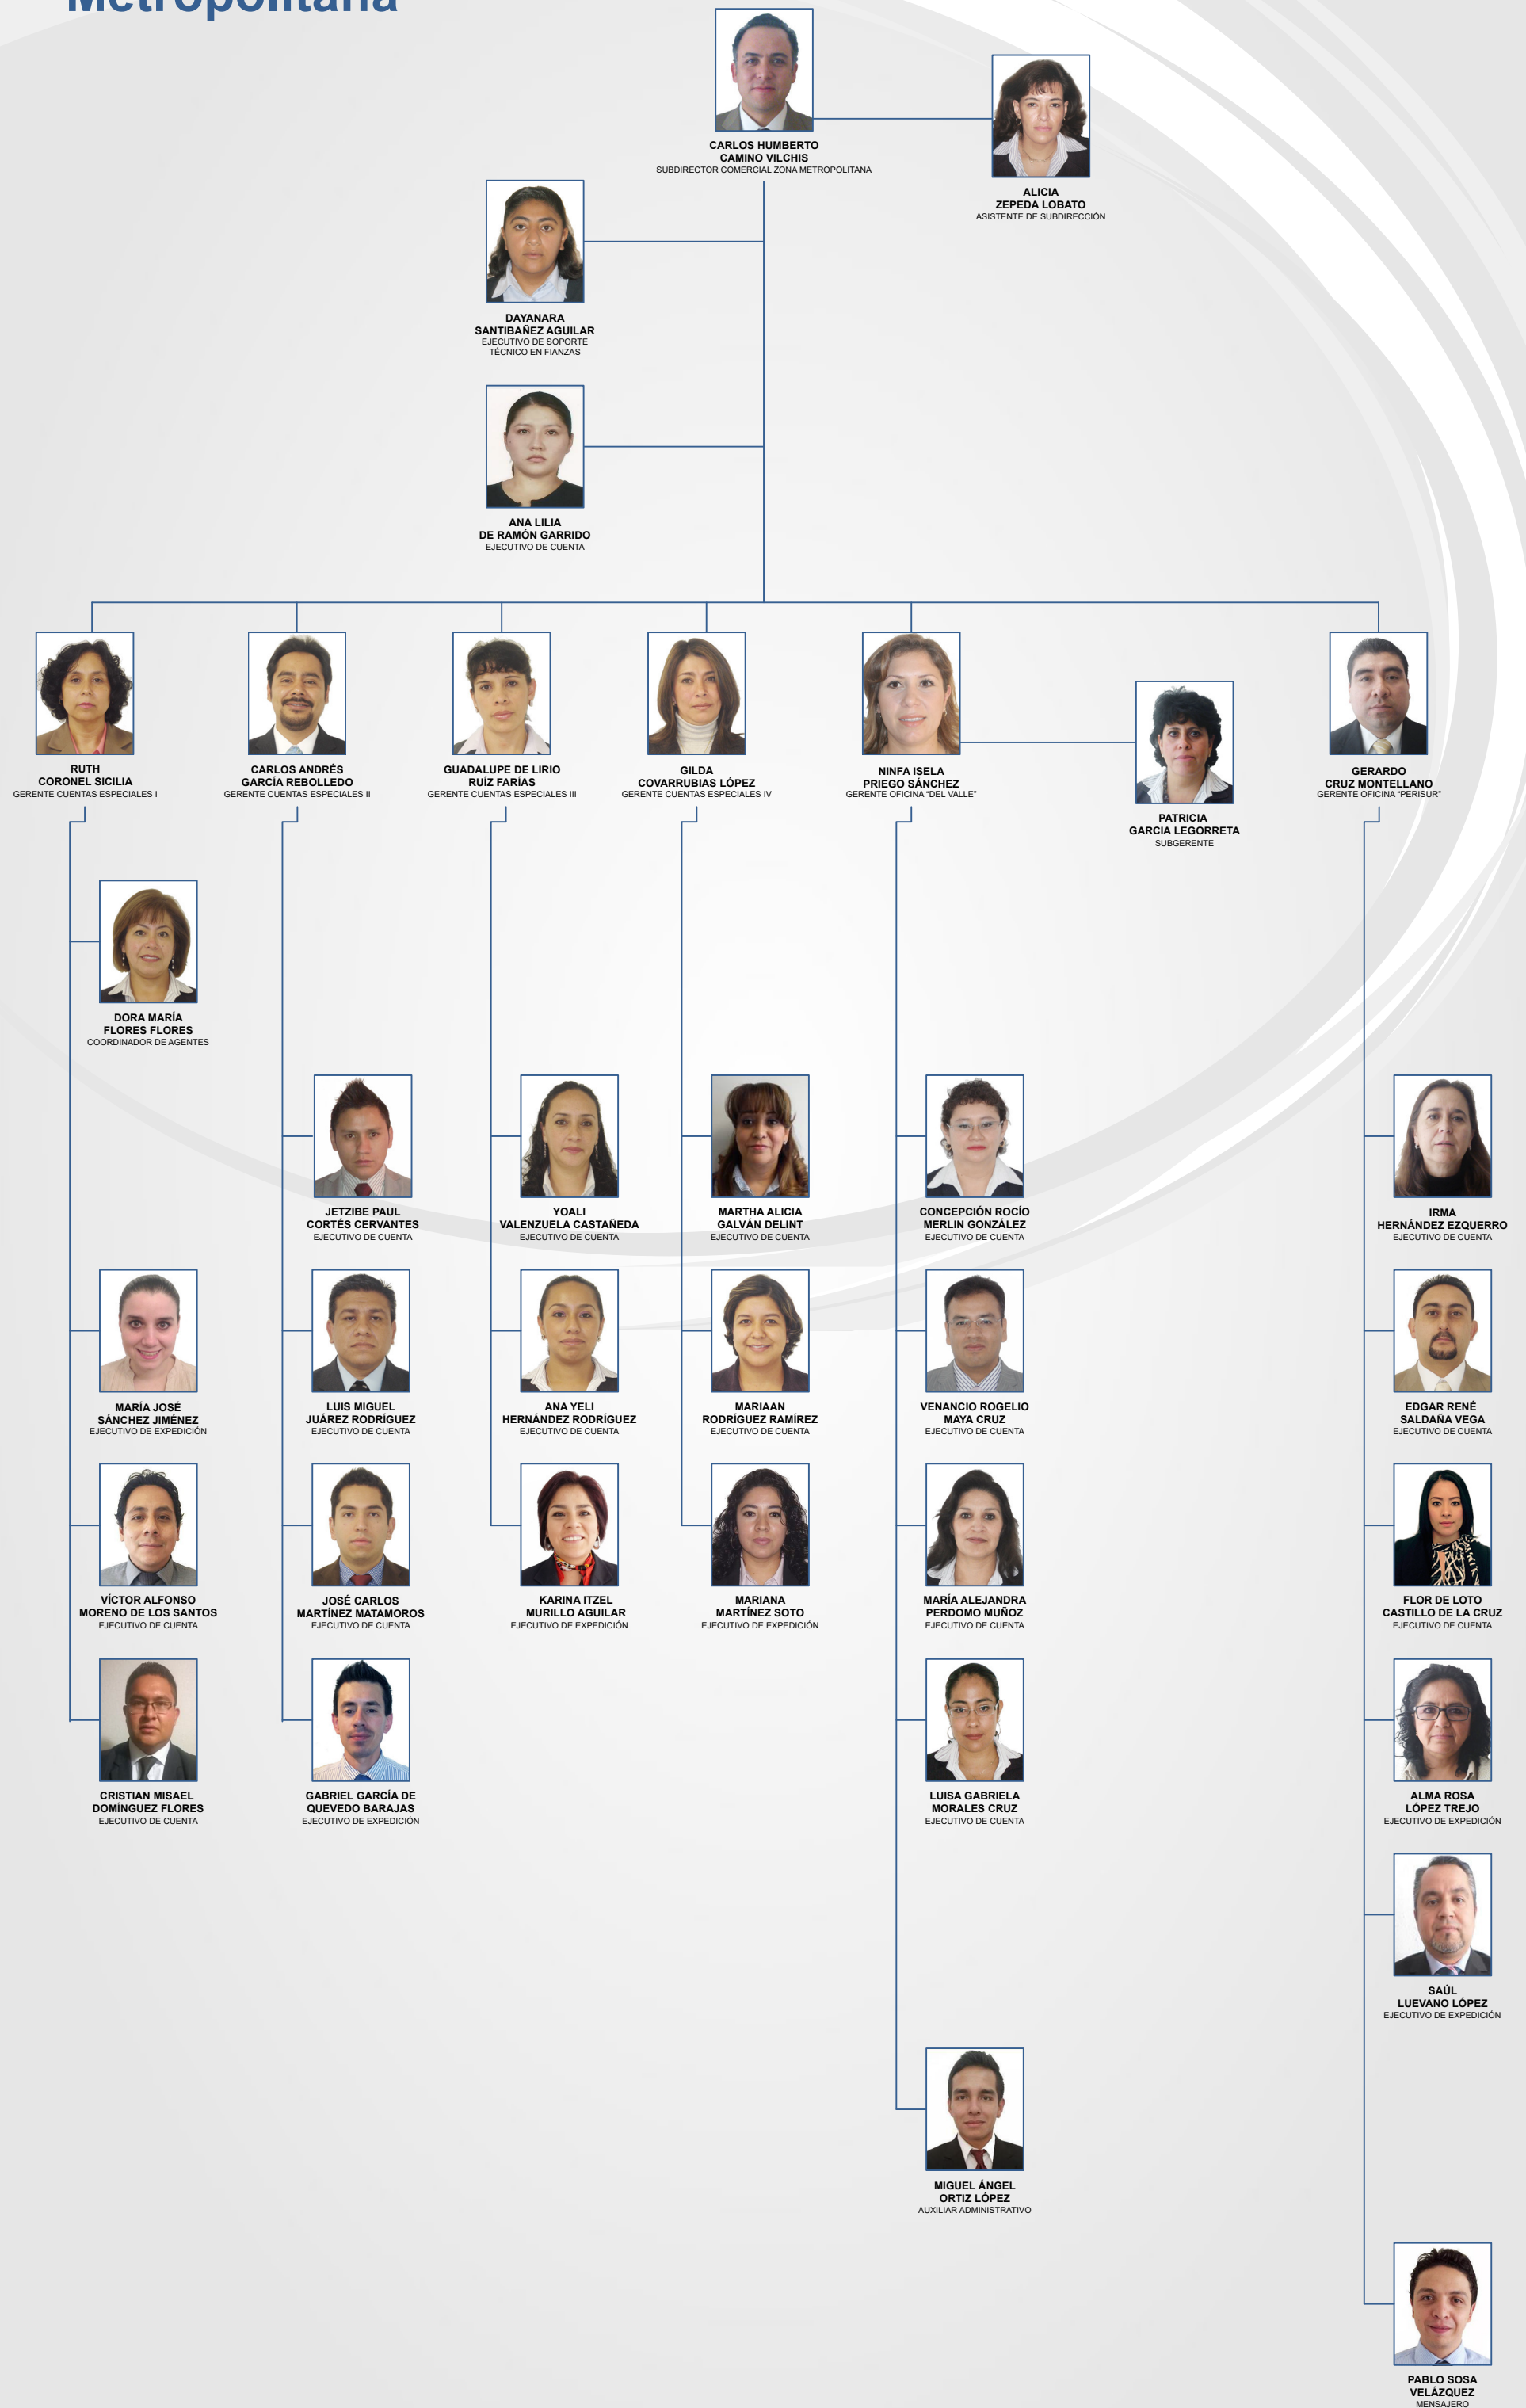 Metropolitana
CARLOS HUMBERTO
CAMINO VILCHIS
SUBDIRECTOR COMERCIAL ZONA METROPOLITANA
ALICIA
ZEPEDA LOBATO
ASISTENTE DE SUBDIRECCIÓN
DAYANARA
SANTIBAÑEZ AGUILAR
EJECUTIVO DE SOPORTE
TÉCNICO EN FIANZAS
ANA LILIA
DE RAMÓN GARRIDO
EJECUTIVO DE CUENTA
RUTH
CORONEL SICILIA
GERENTE CUENTAS ESPECIALES I
CARLOS ANDRÉS
GARCÍA REBOLLEDO
GERENTE CUENTAS ESPECIALES II
GUADALUPE DE LIRIO
RUÍZ FARÍAS
GERENTE CUENTAS ESPECIALES III
GILDA
COVARRUBIAS LÓPEZ
GERENTE CUENTAS ESPECIALES IV
NINFA ISELA
PRIEGO SÁNCHEZ
GERENTE OFICINA “DEL VALLE”
PATRICIA
GARCIA LEGORRETA
SUBGERENTE
GERARDO
CRUZ MONTELLANO
GERENTE OFICINA “PERISUR”
DORA MARÍA
FLORES FLORES
COORDINADOR DE AGENTES
JETZIBE PAUL
CORTÉS CERVANTES
EJECUTIVO DE CUENTA
YOALI
VALENZUELA CASTAÑEDA
EJECUTIVO DE CUENTA
MARTHA ALICIA
GALVÁN DELINT
EJECUTIVO DE CUENTA
CONCEPCIÓN ROCÍO
MERLIN GONZÁLEZ
EJECUTIVO DE CUENTA
IRMA
HERNÁNDEZ EZQUERRO
EJECUTIVO DE CUENTA
MARÍA JOSÉ
SÁNCHEZ JIMÉNEZ
EJECUTIVO DE EXPEDICIÓN
LUIS MIGUEL
JUÁREZ RODRÍGUEZ
EJECUTIVO DE CUENTA
ANA YELI
HERNÁNDEZ RODRÍGUEZ
EJECUTIVO DE CUENTA
MARIAAN
RODRÍGUEZ RAMÍREZ
EJECUTIVO DE CUENTA
VENANCIO ROGELIO
MAYA CRUZ
EJECUTIVO DE CUENTA
EDGAR RENÉ
SALDAÑA VEGA
EJECUTIVO DE CUENTA
VÍCTOR ALFONSO
MORENO DE LOS SANTOS
EJECUTIVO DE CUENTA
JOSÉ CARLOS
MARTÍNEZ MATAMOROS
EJECUTIVO DE CUENTA
KARINA ITZEL
MURILLO AGUILAR
EJECUTIVO DE EXPEDICIÓN
MARIANA
MARTÍNEZ SOTO
EJECUTIVO DE EXPEDICIÓN
MARÍA ALEJANDRA
PERDOMO MUÑOZ
EJECUTIVO DE CUENTA
FLOR DE LOTO
CASTILLO DE LA CRUZ
EJECUTIVO DE CUENTA
CRISTIAN MISAEL
DOMÍNGUEZ FLORES
EJECUTIVO DE CUENTA
GABRIEL GARCÍA DE
QUEVEDO BARAJAS
EJECUTIVO DE EXPEDICIÓN
LUISA GABRIELA
MORALES CRUZ
EJECUTIVO DE CUENTA
ALMA ROSA
LÓPEZ TREJO
EJECUTIVO DE EXPEDICIÓN
SAÚL
LUEVANO LÓPEZ
EJECUTIVO DE EXPEDICIÓN
MIGUEL ÁNGEL
ORTIZ LÓPEZ
AUXILIAR ADMINISTRATIVO
PABLO SOSA
VELÁZQUEZ
MENSAJERO